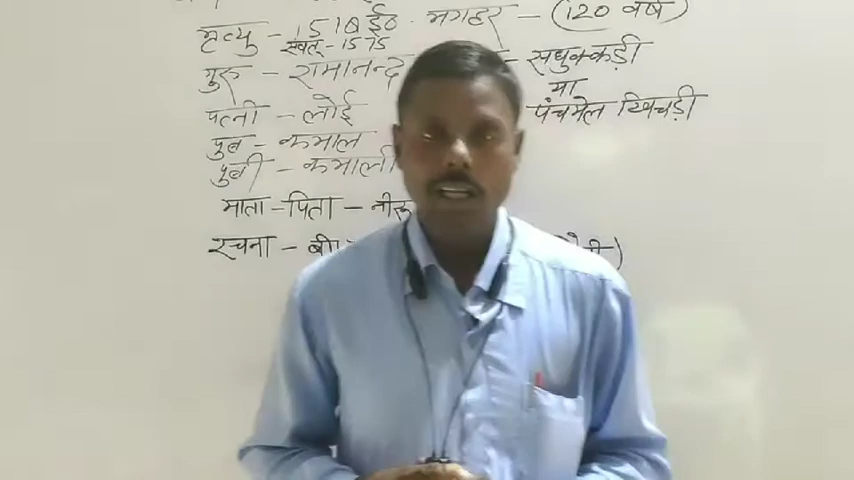 मृत्यु - 1518 ई० - मगहर - (120 वर्ष)
संवत् - 1575
गुरू - रामानन्द - सधुक्कड़ी
या
पत्नी - लोई पंचमेल खिचड़ी
पुत्र - कमाल
पुत्री - कमाली
माता - पिता - नीरू
रचना -